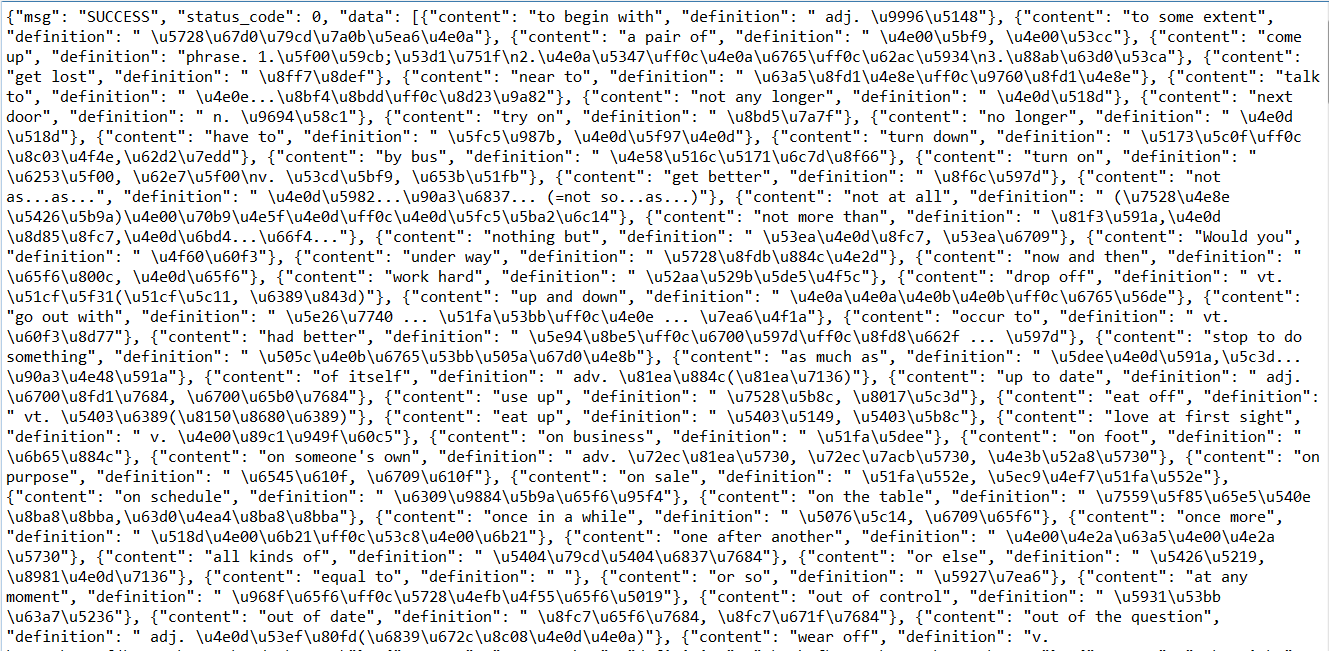 {"msg": "SUCCESS", "status_code": 0, "data": [{"content": "to begin with", "definition": " adj. \u9996\u5148"}, {"content": "to some extent",
"definition": " \u5728\u67d0\u79cd\u7a0b\u5ea6\u4e0a"}, {"content": "a pair of", "definition": " \u4e00\u5bf9, \u4e00\u53cc"}, {"content": "come
up", "definition": "phrase. 1.\u5f00\u59cb;\u53d1\u751f\n2.\u4e0a\u5347\uff0c\u4e0a\u6765\uff0c\u62ac\u5934\n3.\u88ab\u63d0\u53ca"}, {"content":
"get lost", "definition": " \u8ff7\u8def"}, {"content": "near to", "definition": " \u63a5\u8fd1\u4e8e\uff0c\u9760\u8fd1\u4e8e"}, {"content": "talk
to", "definition": " \u4e0e...\u8bf4\u8bdd\uff0c\u8d23\u9a82"}, {"content": "not any longer", "definition": " \u4e0d\u518d"}, {"content": "next
door", "definition": " n. \u9694\u58c1"}, {"content": "try on", "definition": " \u8bd5\u7a7f"}, {"content": "no longer", "definition": " \u4e0d
\u518d"}, {"content": "have to", "definition": " \u5fc5\u987b, \u4e0d\u5f97\u4e0d"}, {"content": "turn down", "definition": " \u5173\u5c0f\uff0c
\u8c03\u4f4e,\u62d2\u7edd"}, {"content": "by bus", "definition": " \u4e58\u516c\u5171\u6c7d\u8f66"}, {"content": "turn on", "definition": "
\u6253\u5f00, \u62e7\u5f00\nv. \u53cd\u5bf9, \u653b\u51fb"}, {"content": "get better", "definition": " \u8f6c\u597d"}, {"content": "not
as...as...", "definition": " \u4e0d\u5982...\u90a3\u6837... (=not so...as...)"}, {"content": "not at all", "definition": " (\u7528\u4e8e
\u5426\u5b9a)\u4e00\u70b9\u4e5f\u4e0d\uff0c\u4e0d\u5fc5\u5ba2\u6c14"}, {"content": "not more than", "definition": " \u81f3\u591a,\u4e0d
\u8d85\u8fc7,\u4e0d\u6bd4...\u66f4..."}, {"content": "nothing but", "definition": " \u53ea\u4e0d\u8fc7, \u53ea\u6709"}, {"content": "Would you",
"definition": " \u4f60\u60f3"}, {"content": "under way", "definition": " \u5728\u8fdb\u884c\u4e2d"}, {"content": "now and then", "definition": "
\u65f6\u800c, \u4e0d\u65f6"}, {"content": "work hard", "definition": " \u52aa\u529b\u5de5\u4f5c"}, {"content": "drop off", "definition": " vt.
\u51cf\u5f31(\u51cf\u5c11, \u6389\u843d)"}, {"content": "up and down", "definition": " \u4e0a\u4e0a\u4e0b\u4e0b\uff0c\u6765\u56de"}, {"content":
"go out with", "definition": " \u5e26\u7740 ... \u51fa\u53bb\uff0c\u4e0e ... \u7ea6\u4f1a"}, {"content": "occur to", "definition": " vt.
\u60f3\u8d77"}, {"content": "had better", "definition": " \u5e94\u8be5\uff0c\u6700\u597d\uff0c\u8fd8\u662f ... \u597d"}, {"content": "stop to do
something", "definition": " \u505c\u4e0b\u6765\u53bb\u505a\u67d0\u4e8b"}, {"content": "as much as", "definition": " \u5dee\u4e0d\u591a,\u5c3d...
\u90a3\u4e48\u591a"}, {"content": "of itself", "definition": " adv. \u81ea\u884c(\u81ea\u7136)"}, {"content": "up to date", "definition": " adj.
\u6700\u8fd1\u7684, \u6700\u65b0\u7684"}, {"content": "use up", "definition": " \u7528\u5b8c, \u8017\u5c3d"}, {"content": "eat off", "definition":
" vt. \u5403\u6389(\u8150\u8680\u6389)"}, {"content": "eat up", "definition": " \u5403\u5149, \u5403\u5b8c"}, {"content": "love at first sight",
"definition": " v. \u4e00\u89c1\u949f\u60c5"}, {"content": "on business", "definition": " \u51fa\u5dee"}, {"content": "on foot", "definition": "
\u6b65\u884c"}, {"content": "on someone's own", "definition": " adv. \u72ec\u81ea\u5730, \u72ec\u7acb\u5730, \u4e3b\u52a8\u5730"}, {"content": "on
purpose", "definition": " \u6545\u610f, \u6709\u610f"}, {"content": "on sale", "definition": " \u51fa\u552e, \u5ec9\u4ef7\u51fa\u552e"},
{"content": "on schedule", "definition": " \u6309\u9884\u5b9a\u65f6\u95f4"}, {"content": "on the table", "definition": " \u7559\u5f85\u65e5\u540e
\u8ba8\u8bba,\u63d0\u4ea4\u8ba8\u8bba"}, {"content": "once in a while", "definition": " \u5076\u5c14, \u6709\u65f6"}, {"content": "once more",
"definition": " \u518d\u4e00\u6b21\uff0c\u53c8\u4e00\u6b21"}, {"content": "one after another", "definition": " \u4e00\u4e2a\u63a5\u4e00\u4e2a
\u5730"}, {"content": "all kinds of", "definition": " \u5404\u79cd\u5404\u6837\u7684"}, {"content": "or else", "definition": " \u5426\u5219,
\u8981\u4e0d\u7136"}, {"content": "equal to", "definition": " "}, {"content": "or so", "definition": " \u5927\u7ea6"}, {"content": "at any
moment", "definition": " \u968f\u65f6\uff0c\u5728\u4efb\u4f55\u65f6\u5019"}, {"content": "out of control", "definition": " \u5931\u53bb
\u63a7\u5236"}, {"content": "out of date", "definition": " \u8fc7\u65f6\u7684, \u8fc7\u671f\u7684"}, {"content": "out of the question",
"definition": " adj. \u4e0d\u53ef\u80fd(\u6839\u672c\u8c08\u4e0d\u4e0a)"}, {"content": "wear off", "definition": "v.